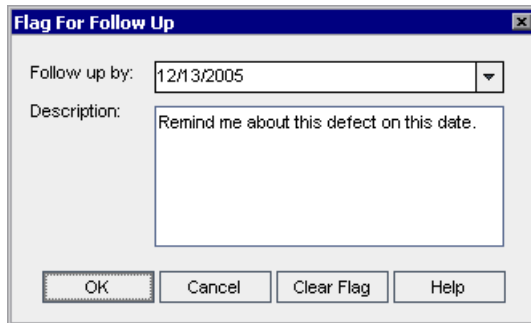 Flag For Follow Up
Follow up by: 12/13/2005
Description: Remind me about this defect on this date.
OK Cancel Clear Flag Help